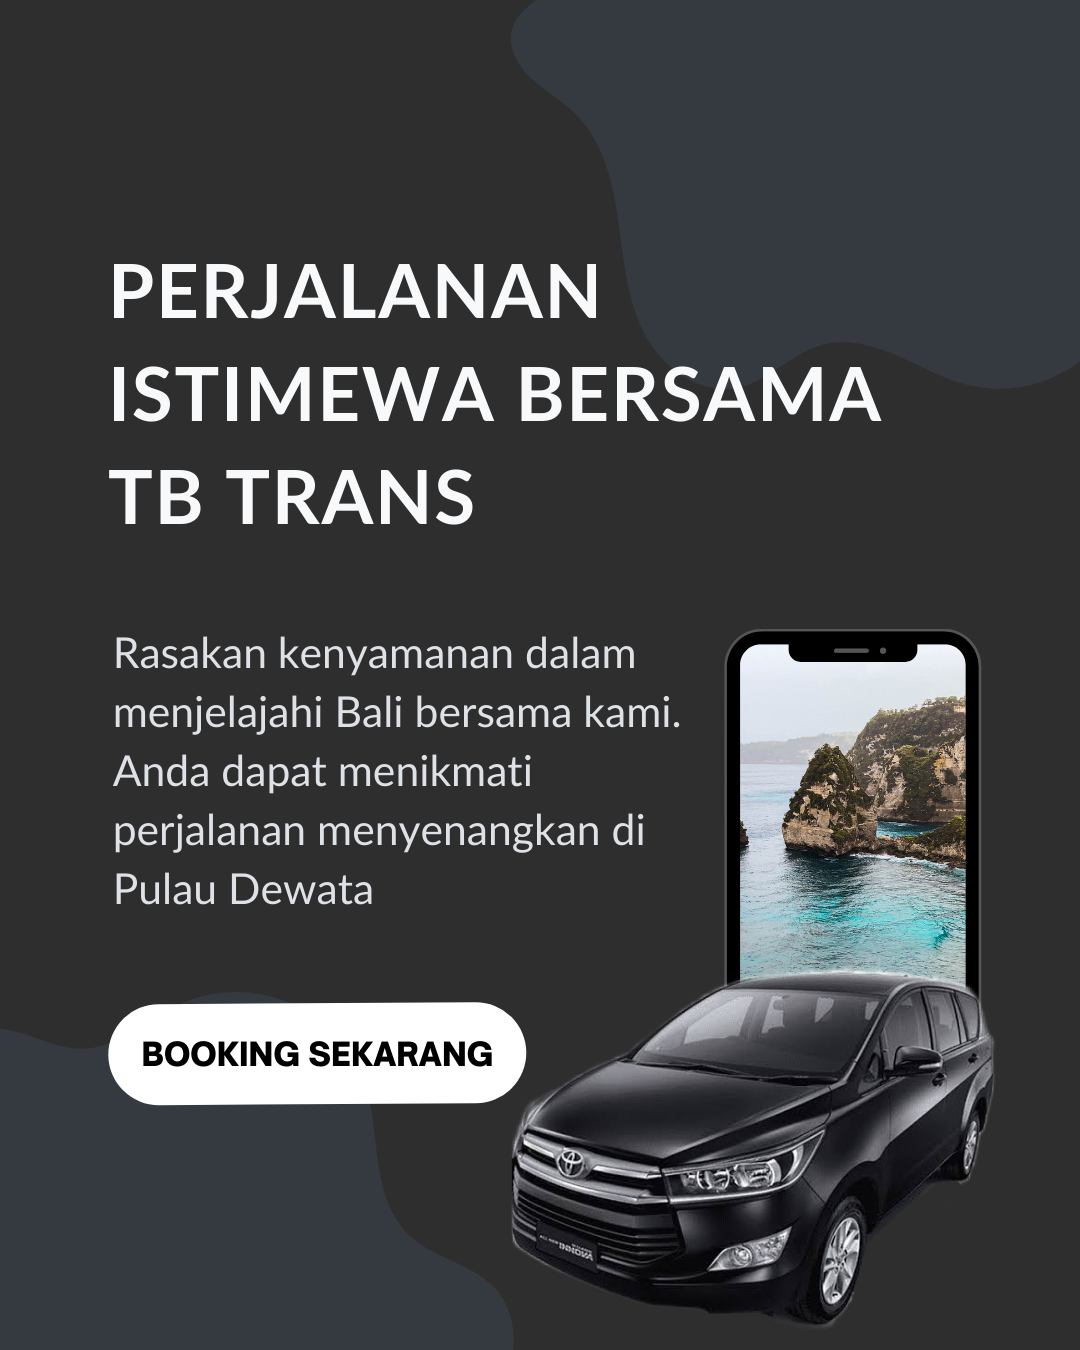 PERJALANAN
ISTIMEWA BERSAMA
TB TRANS
Rasakan kenyamanan dalam
menjelajahi Bali bersama kami.
Anda dapat menikmati
perjalanan menyenangkan di
Pulau Dewata
BOOKING SEKARANG